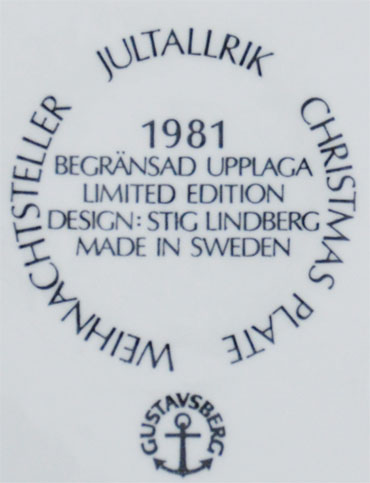 JULTALLRIK
CHRISTMAS PLATE
WEIHNACHTSTELLER
1981
BEGRÄNSAD UPPLAGA
LIMITED EDITION
DESIGN: STIG LINDBERG
MADE IN SWEDEN
GUSTAVSBERG